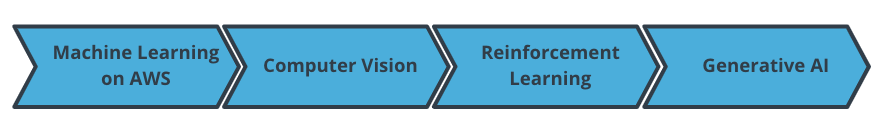 Machine Learning
on AWS
Computer Vision
Reinforcement
Learning
Generative AI